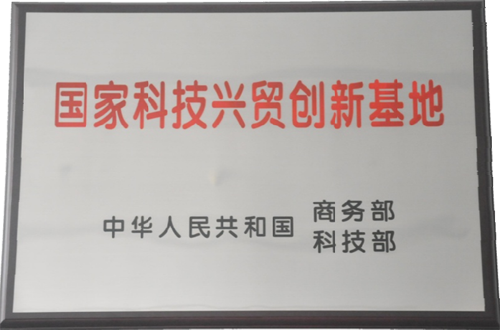 国家科技兴贸创新基地
中华人民共和国 商务部
科技部